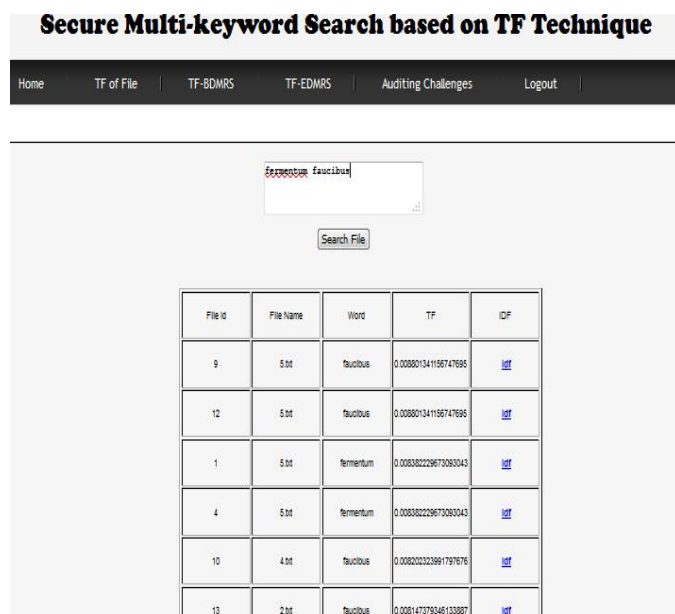 Secure Multi-keyword Search based on TF Technique
Home TF of File TF-BDMRS TF-EDMRS Auditing Challenges Logout
fermentum faucibus
Search File
File Id File Name Word TF IDF
9 5.txt faucibus 0.008801341156747695 idf
12 5.txt faucibus 0.008801341156747695 idf
1 5.txt fermentum 0.008382229673093043 idf
4 5.txt fermentum 0.008382229673093043 idf
10 4.txt faucibus 0.008202323991797676 idf
13 2.txt faucibus 0.008147379346133887 idf